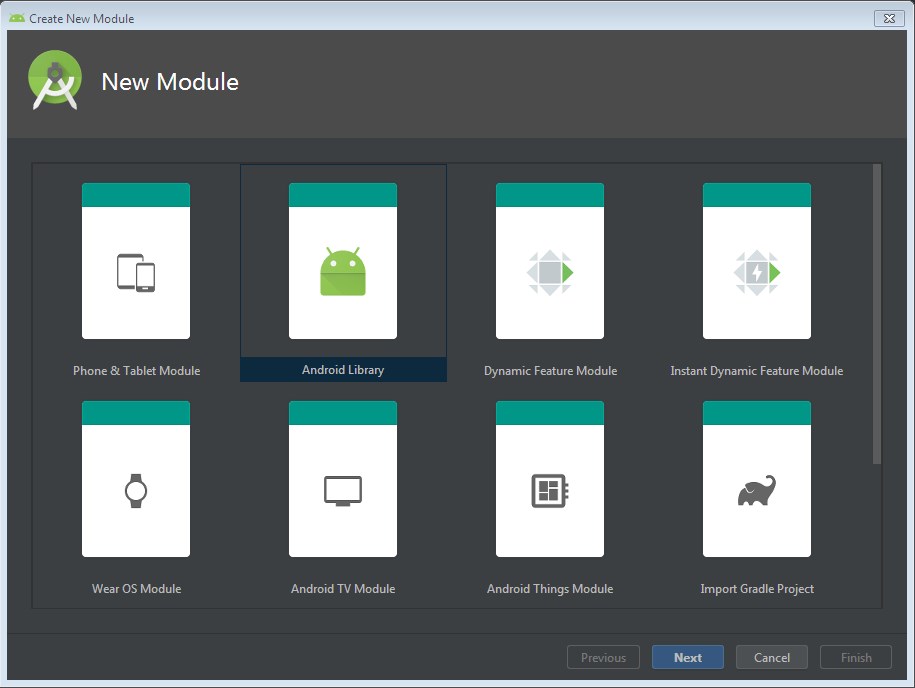 Create New Module
New Module
Phone & Tablet Module
Android Library
Dynamic Feature Module
Instant Dynamic Feature Module
Wear OS Module
Android TV Module
Android Things Module
Import Gradle Project
Previous
Next
Cancel
Finish